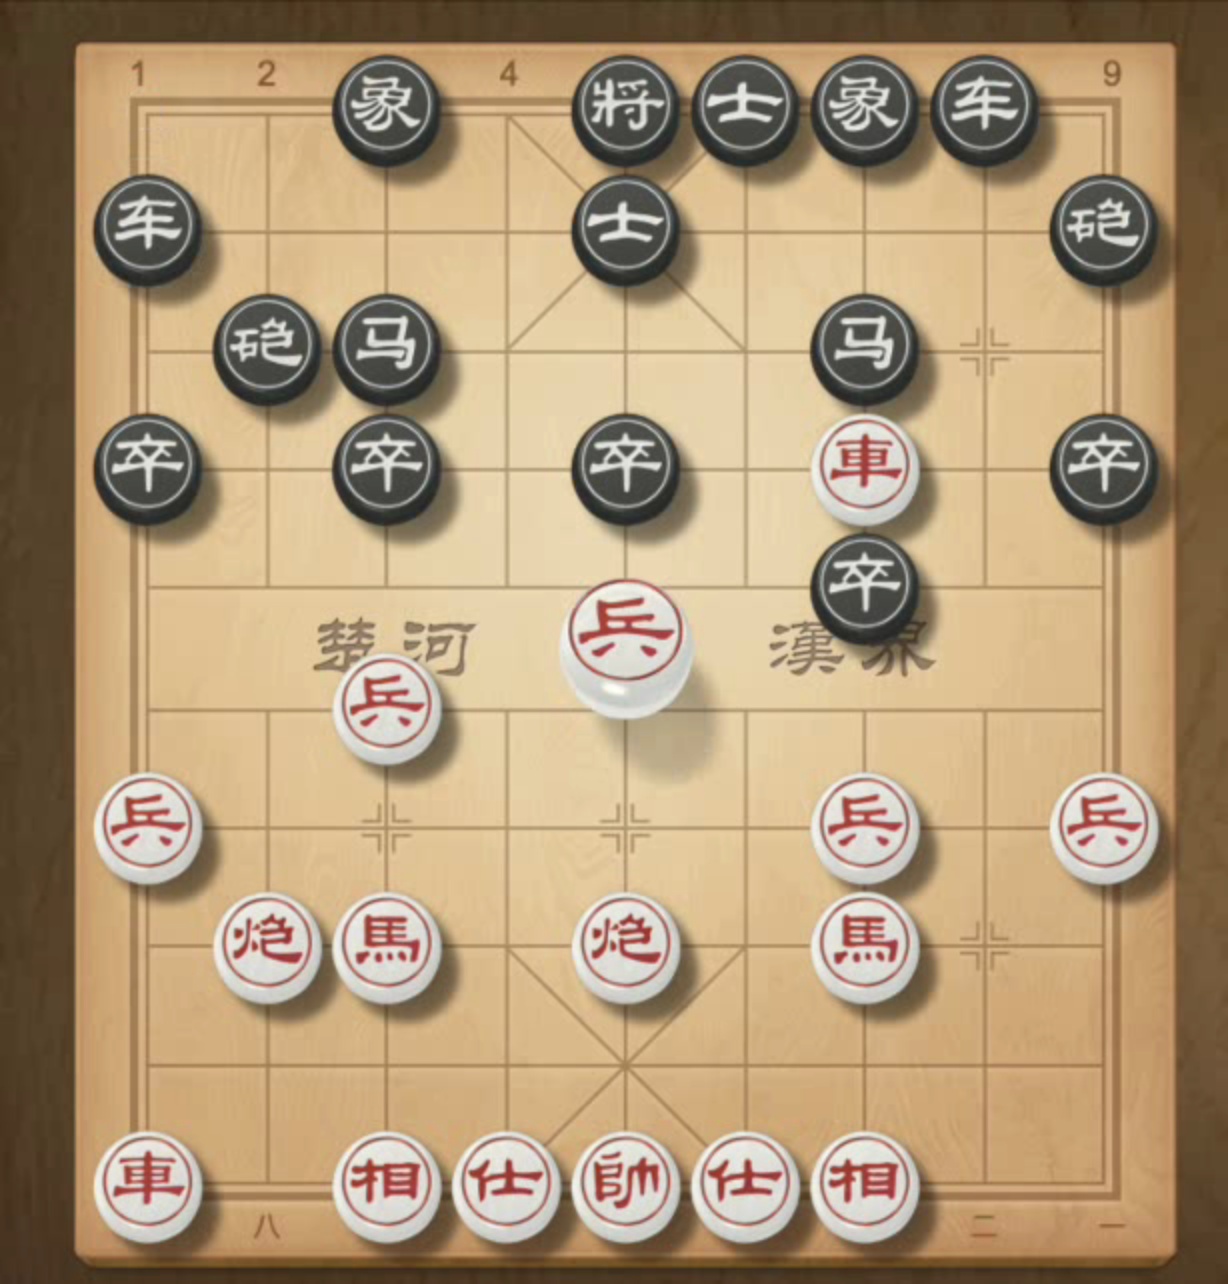 1 2 象 4 將 士 象 车 9
车 士 砲
砲 马 马
卒 卒 卒 車 卒
卒
楚河 兵 漢界
兵
兵 兵 兵
炮 馬 炮 馬
車 相 仕 帥 仕 相
八 二 一